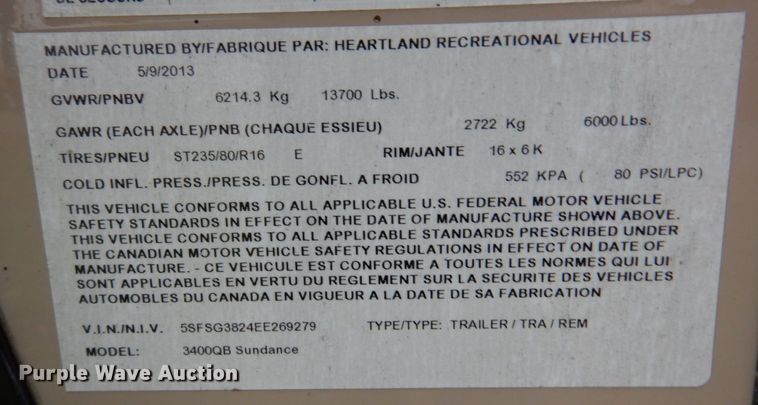 MANUFACTURED BY/FABRIQUE PAR: HEARTLAND RECREATIONAL VEHICLES
DATE 5/9/2013
GVWR/PNBV 6214.3 Kg 13700 Lbs.
GAWR (EACH AXLE)/PNB (CHAQUE ESSIEU) 2722 Kg 6000 Lbs.
TIRES/PNEU ST235/80/R16 E RIM/JANTE 16 x 6 K
COLD INFL. PRESS./PRESS. DE GONFL. A FROID 552 KPA ( 80 PSI/LPC)
THIS VEHICLE CONFORMS TO ALL APPLICABLE U.S. FEDERAL MOTOR VEHICLE
SAFETY STANDARDS IN EFFECT ON THE DATE OF MANUFACTURE SHOWN ABOVE.
THIS VEHICLE CONFORMS TO ALL APPLICABLE STANDARDS PRESCRIBED UNDER
THE CANADIAN MOTOR VEHICLE SAFETY REGULATIONS IN EFFECT ON DATE OF
MANUFACTURE. - CE VEHICULE EST CONFORME A TOUTES LES NORMES QUI LUI
SONT APPLICABLES EN VERTU DU REGLEMENT SUR LA SECURITE DES VEHICLES
AUTOMOBILES DU CANADA EN VIGUEUR A LA DATE DE SA FABRICATION
V.I.N./N.I.V. 5SFSG3824EE269279 TYPE/TYPE: TRAILER / TRA / REM
MODEL: 3400QB Sundance
Purple Wave Auction